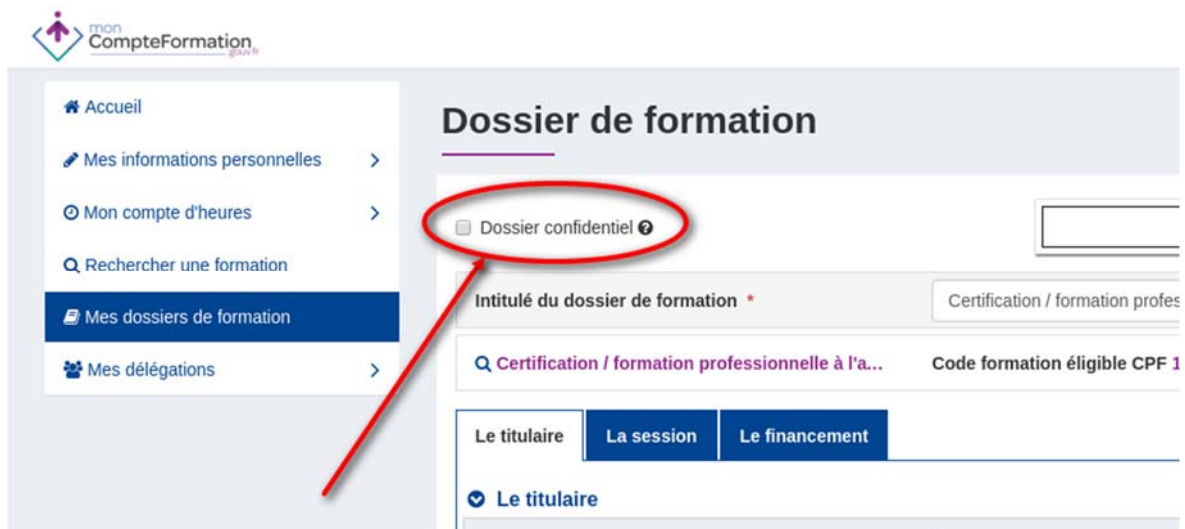 mon
CompteFormation
.gouv.fr
Accueil
Mes informations personnelles
Mon compte d'heures
Rechercher une formation
Mes dossiers de formation
Mes délégations
Dossier de formation
Dossier confidentiel
Intitulé du dossier de formation * Certification / formation profes
Certification / formation professionnelle à l'a... Code formation éligible CPF 1
Le titulaire La session Le financement
Le titulaire